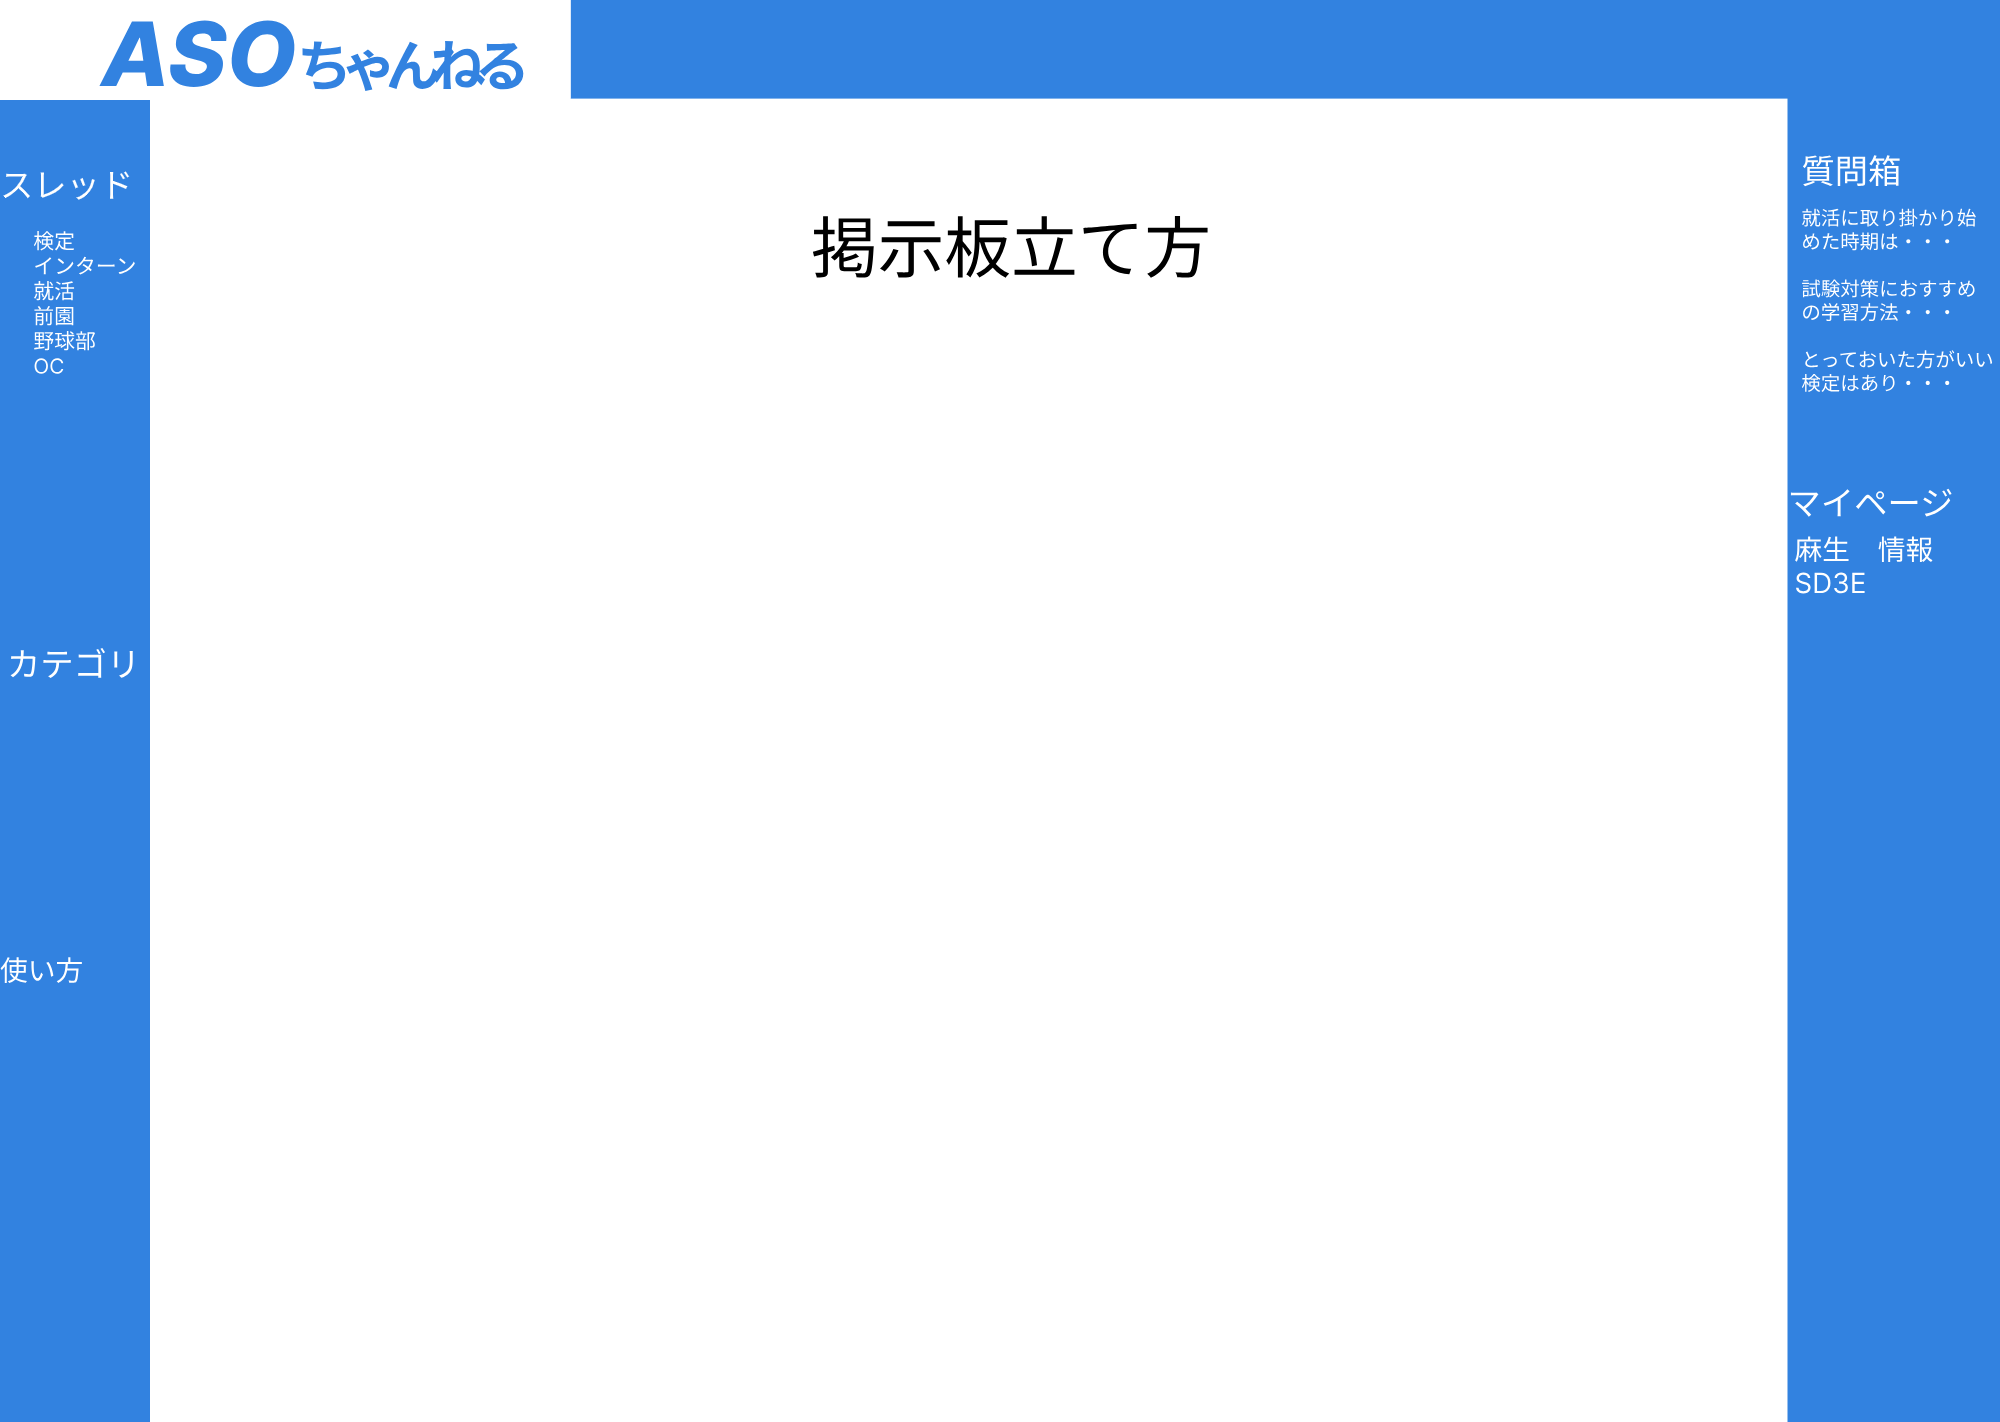 ASOちゃんねる
スレッド
検定
インターン
就活
前園
野球部
OC
カテゴリ
使い方
掲示板立て方
質問箱
就活に取り掛かり始
めた時期は・・・
試験対策におすすめ
の学習方法・・・
とっておいた方がいい
検定はあり・・・
マイページ
麻生　情報
SD3E